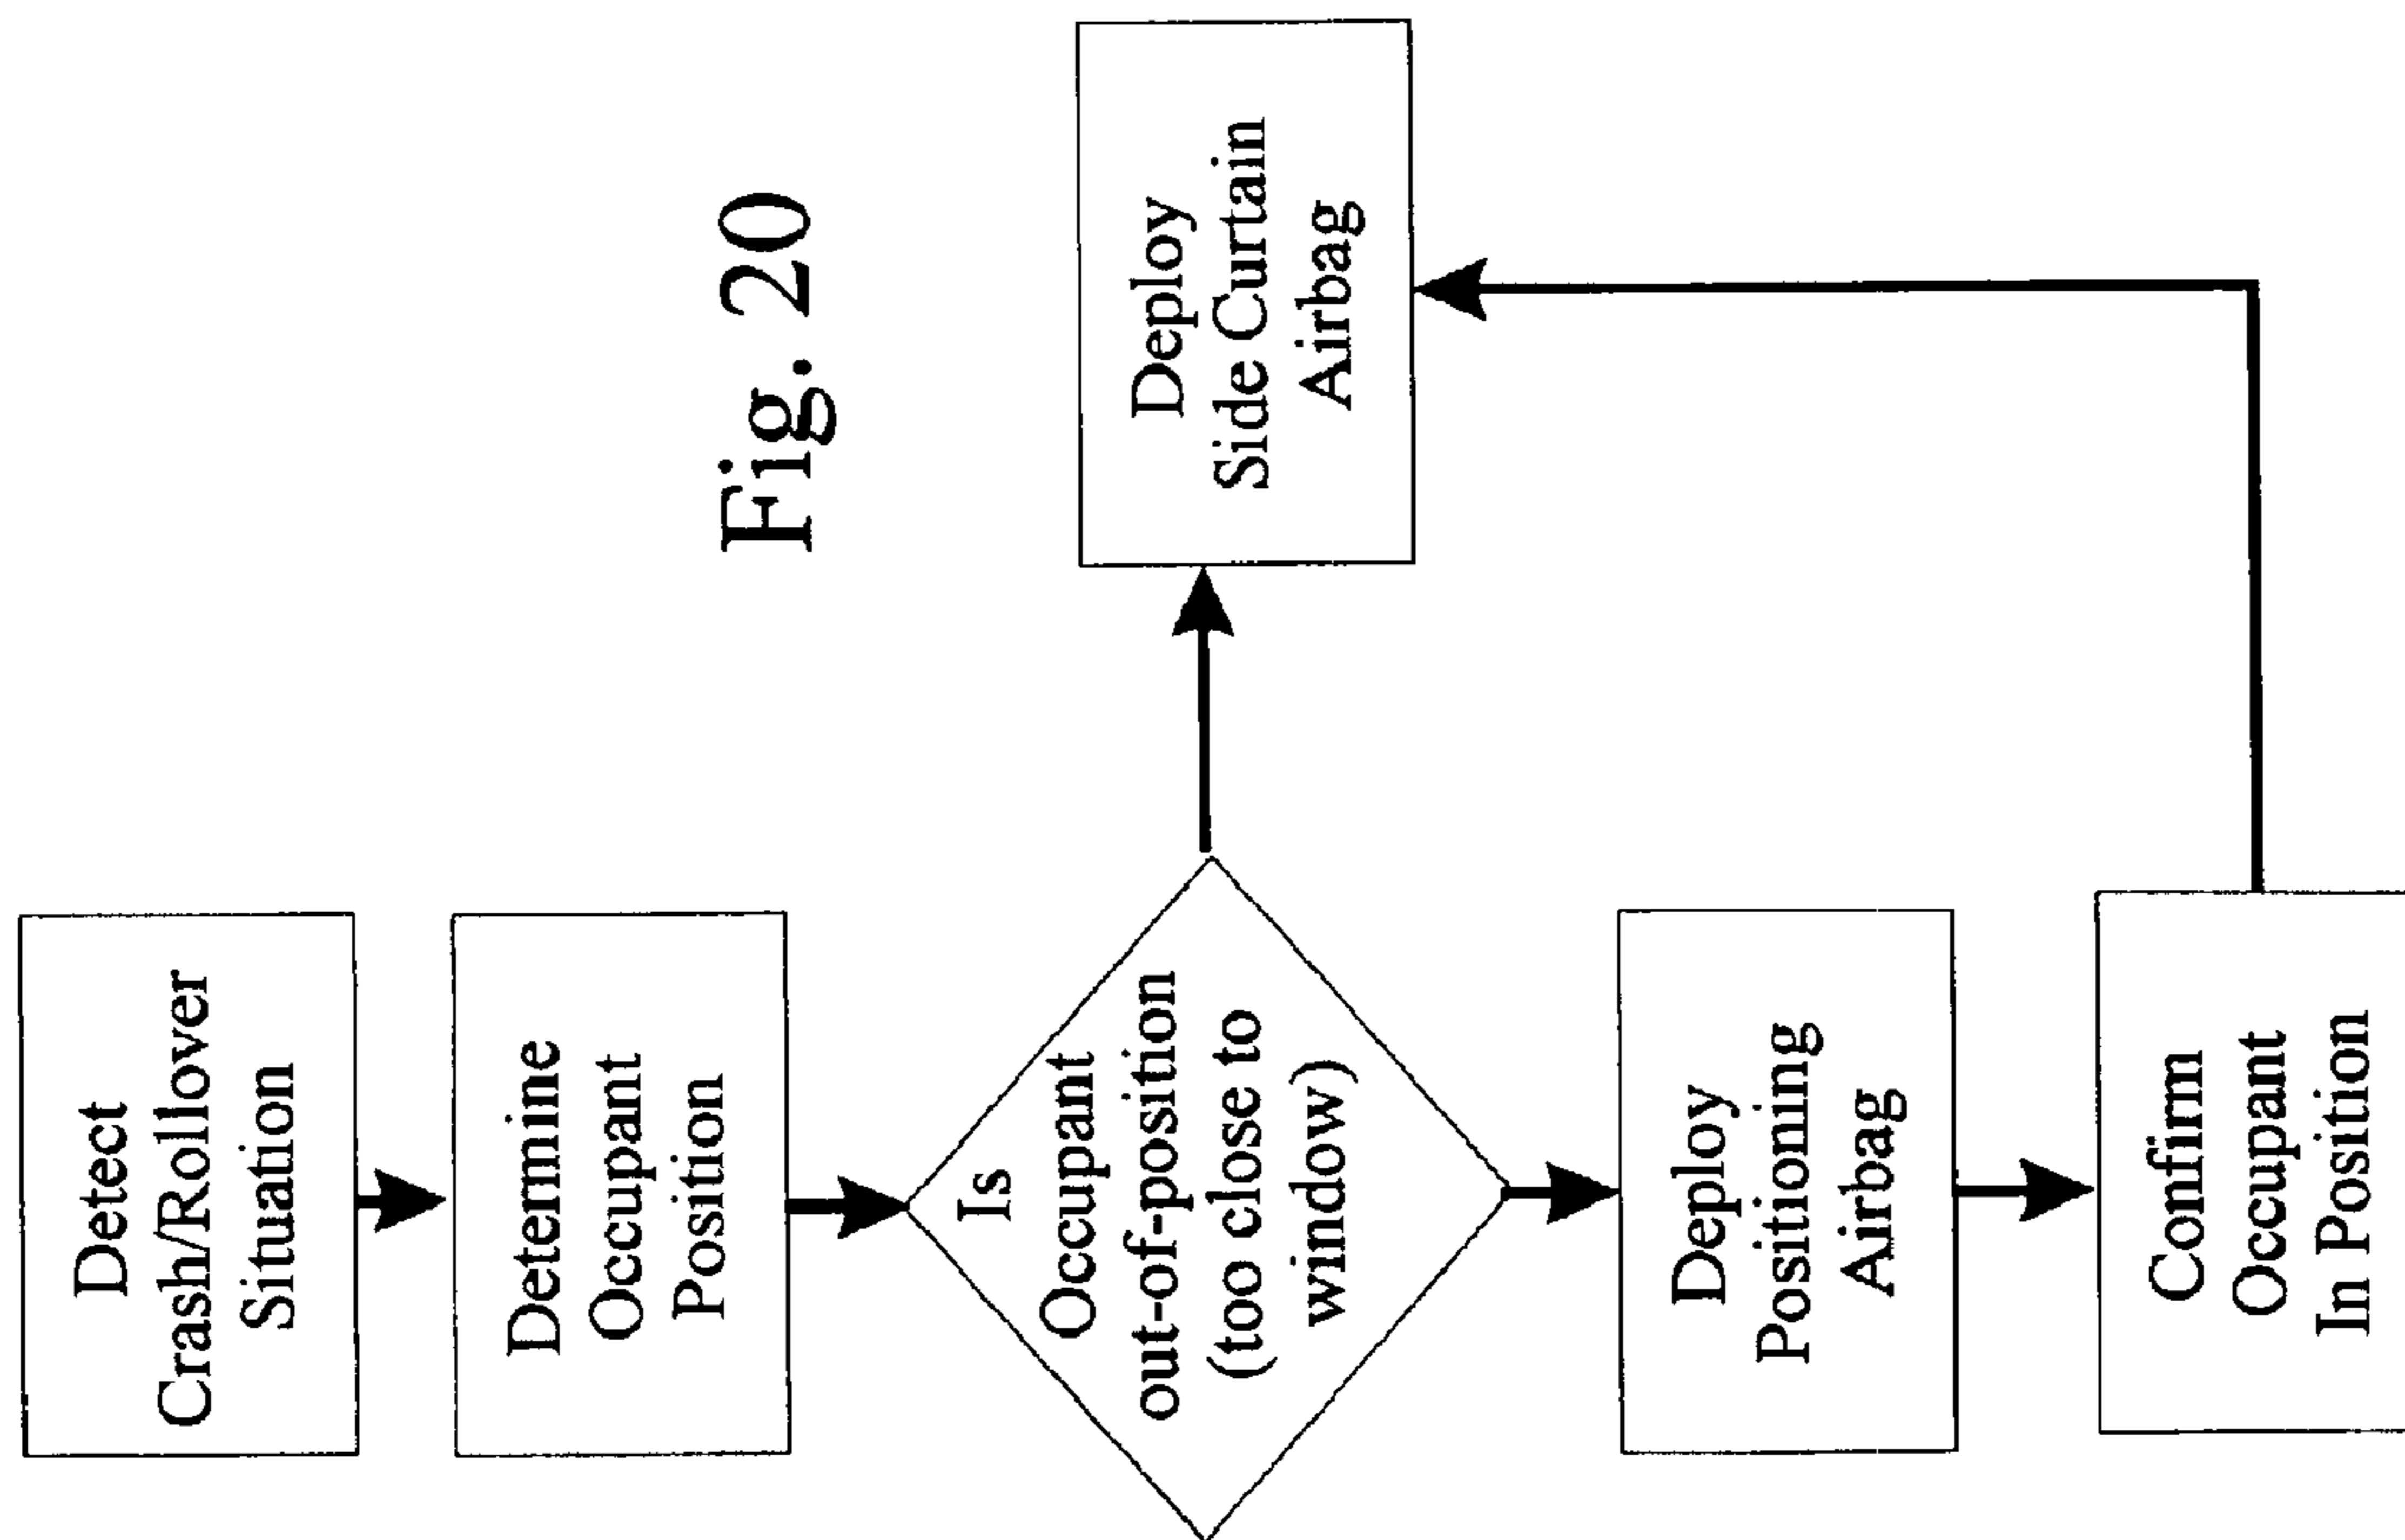 Fig. 20
Detect
Crash/Rollover
Situation
Determine
Occupant
Position
Is
Occupant
out-of-position
(too close to
window)
Deploy
Side Curtain
Airbag
Deploy
Positioning
Airbag
Confirm
Occupant
In Position